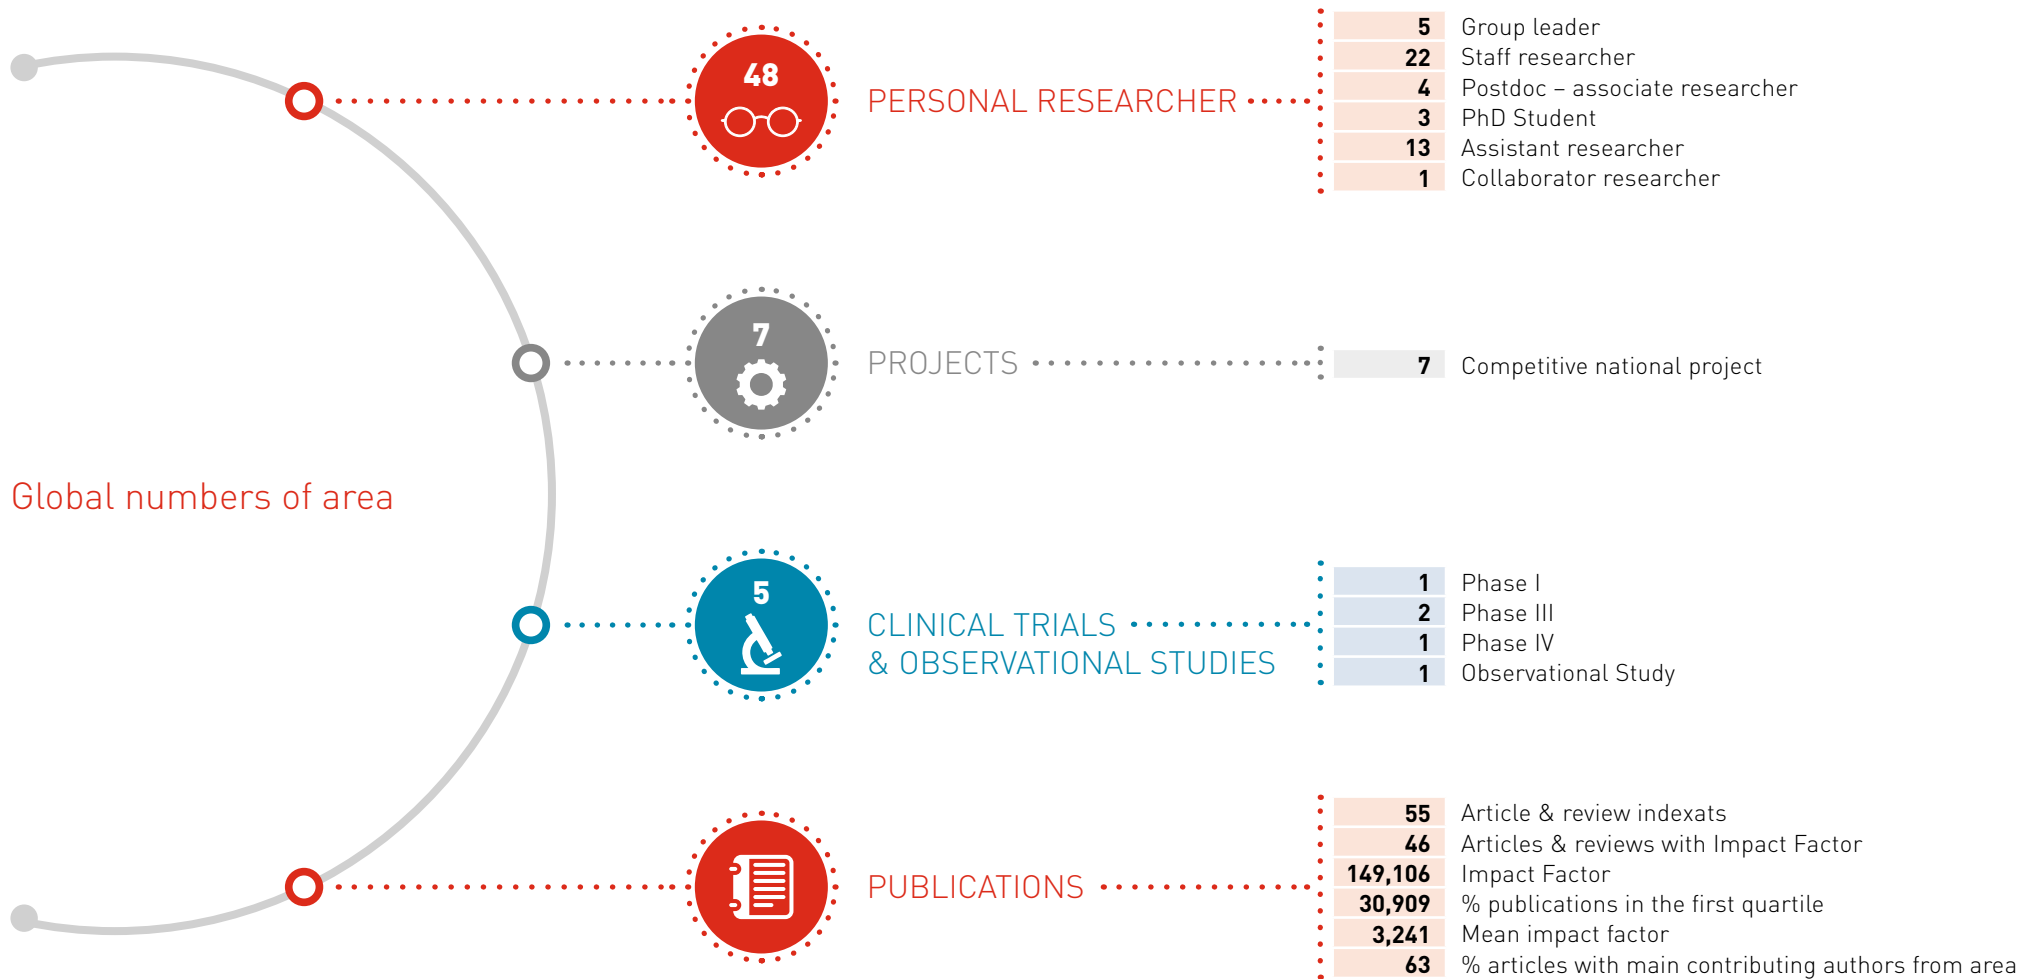 Global numbers of area
48
PERSONAL RESEARCHER
5 Group leader
22 Staff researcher
4 Postdoc – associate researcher
3 PhD Student
13 Assistant researcher
1 Collaborator researcher
7
PROJECTS
7 Competitive national project
5
CLINICAL TRIALS
& OBSERVATIONAL STUDIES
1 Phase I
2 Phase III
1 Phase IV
1 Observational Study
PUBLICATIONS
55 Article & review indexats
46 Articles & reviews with Impact Factor
149,106 Impact Factor
30,909 % publications in the first quartile
3,241 Mean impact factor
63 % articles with main contributing authors from area